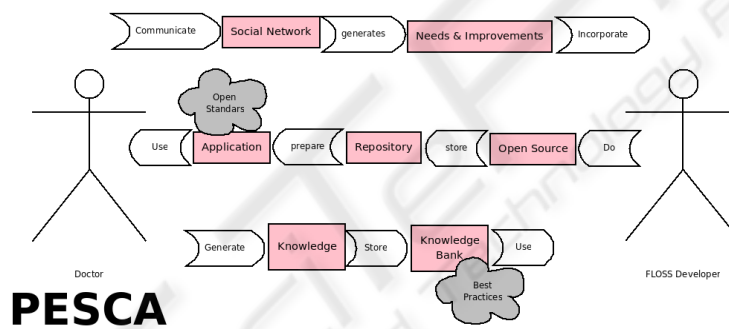 Communicate Social Network generates Needs & Improvements Incorporate
Open
Standars
Use Application prepare Repository store Open Source Do
Generate Knowledge Store Knowledge
Bank Use
Doctor
FLOSS Developer
Best
Practices
PESCA